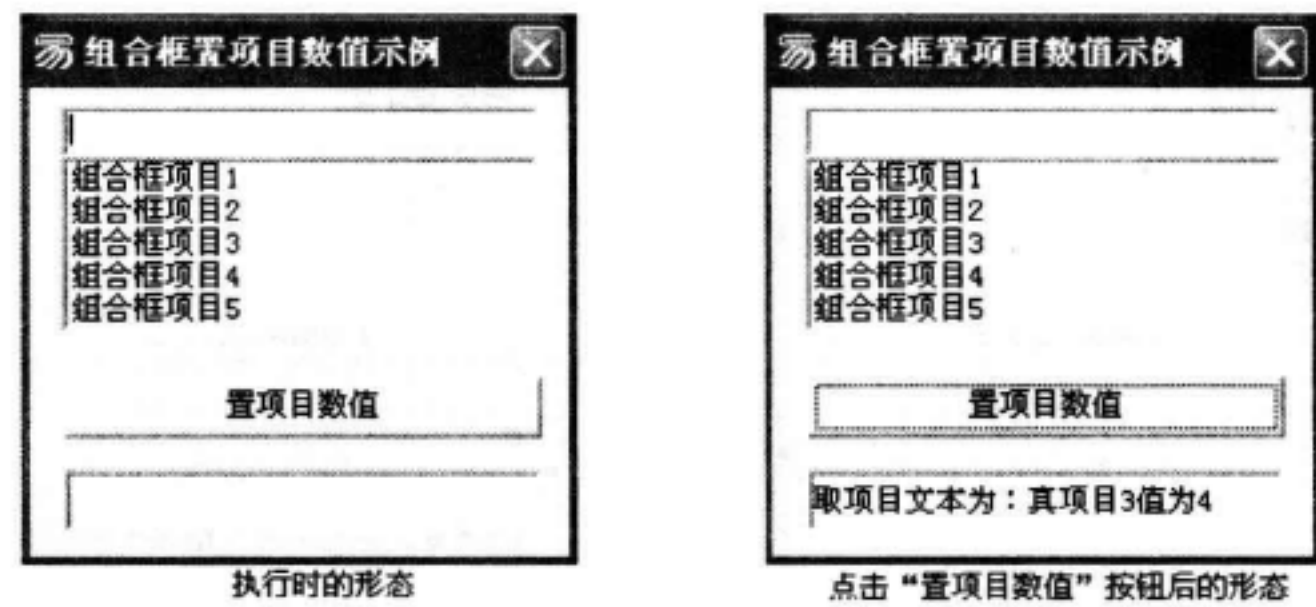 易 组合框置项目数值示例
组合框项目1
组合框项目2
组合框项目3
组合框项目4
组合框项目5
置项目数值
执行时的形态
易 组合框置项目数值示例
组合框项目1
组合框项目2
组合框项目3
组合框项目4
组合框项目5
置项目数值
取项目文本为：真项目3值为4
点击“置项目数值”按钮后的形态